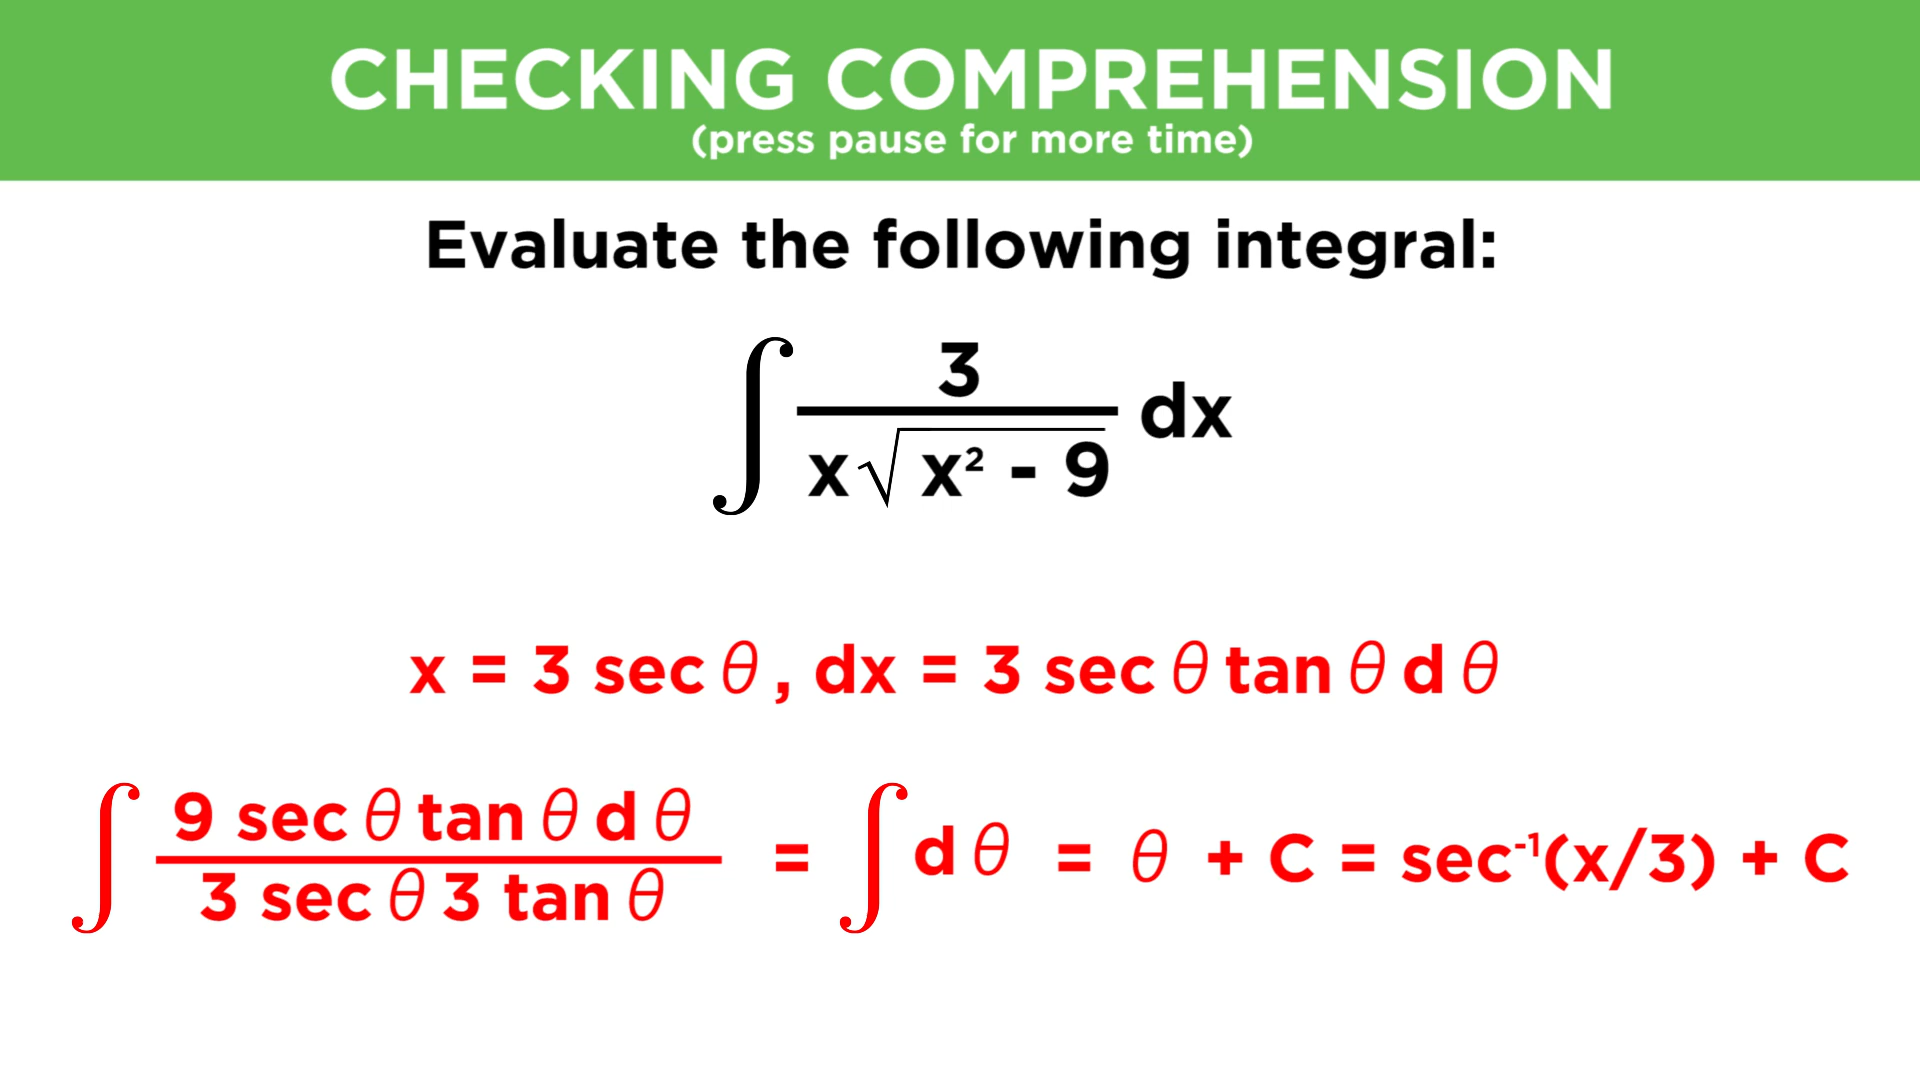 CHECKING COMPREHENSION
(press pause for more time)
Evaluate the following integral:
∫ 3 / x√x² - 9 dx
x = 3 sec θ , dx = 3 sec θ tan θ d θ
∫ 9 sec θ tan θ d θ / 3 sec θ 3 tan θ = ∫ d θ = θ + C = sec⁻¹(x/3) + C